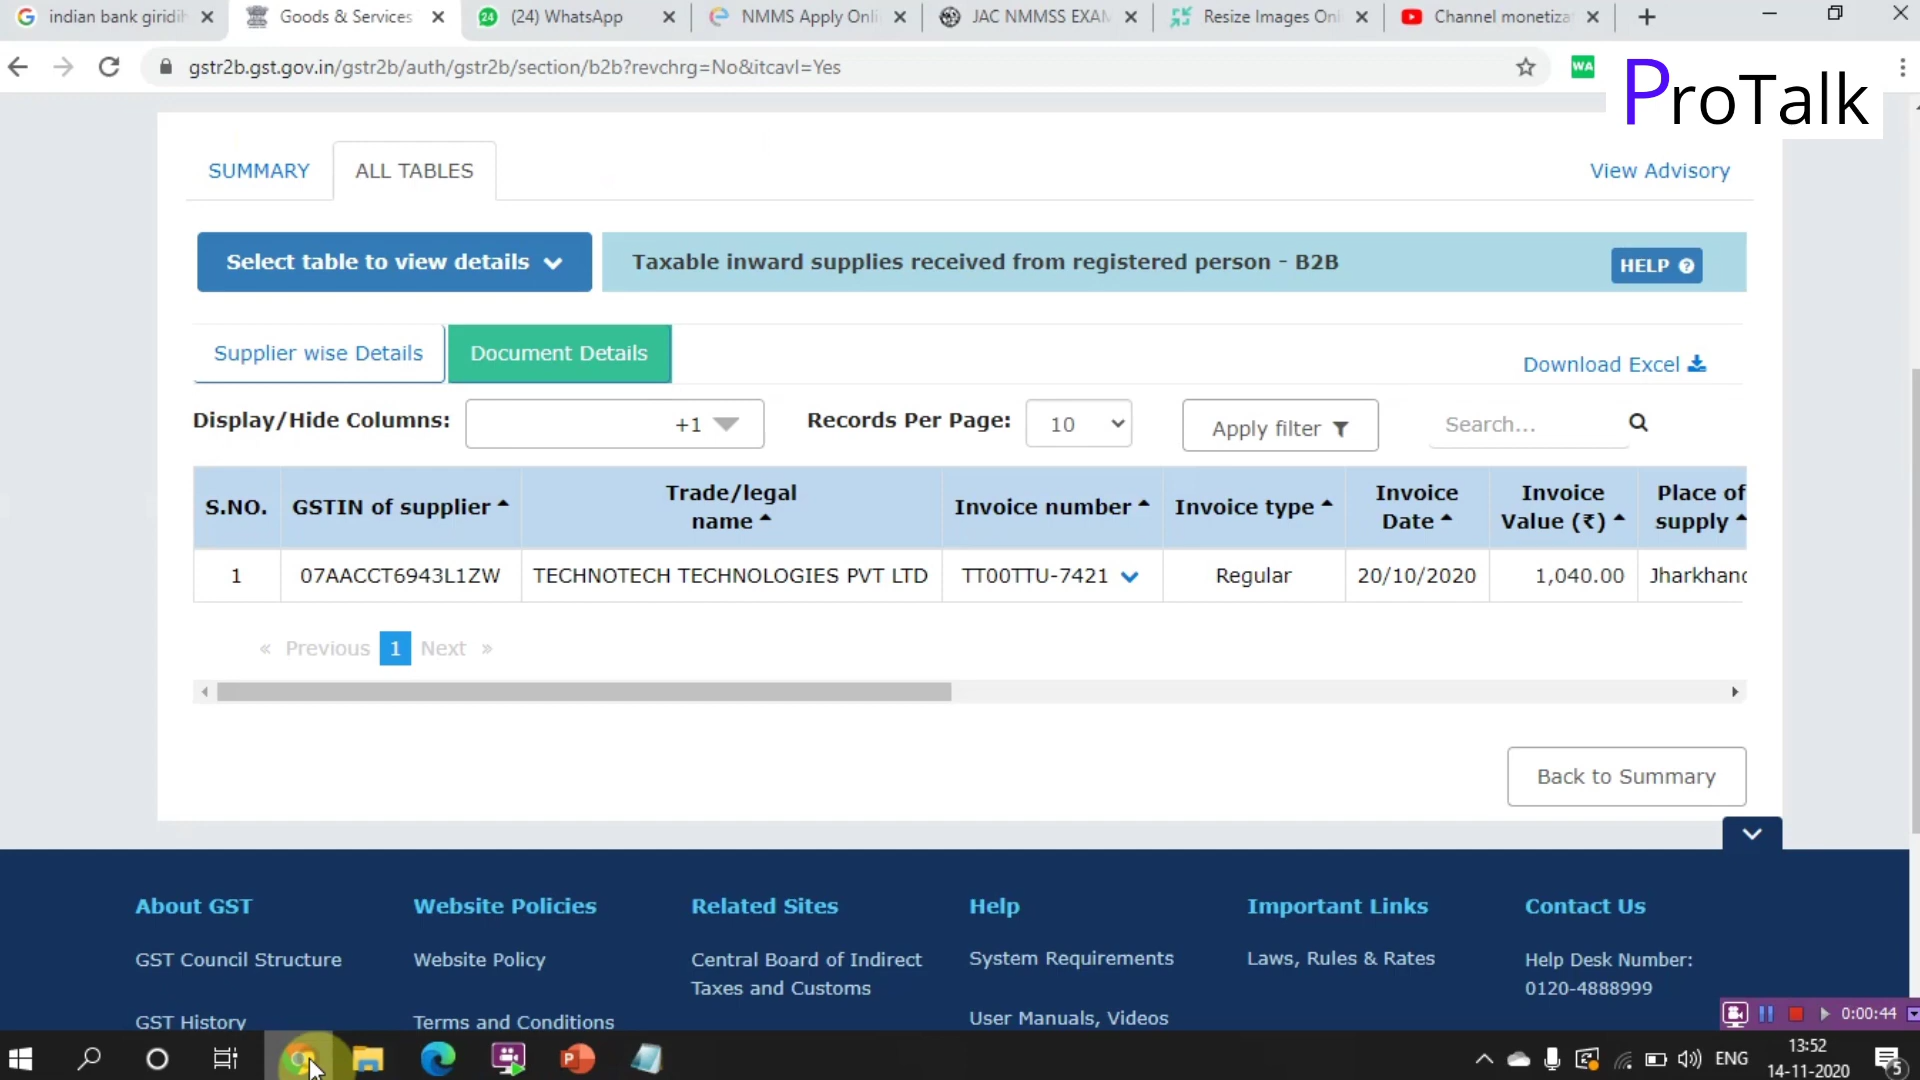 indian bank giridih
Goods & Services
24 (24) WhatsApp
NMMS Apply Onli
JAC NMMSS EXAM
Resize Images Onl
Channel monetiza
gstr2b.gst.gov.in/gstr2b/auth/gstr2b/section/b2b?revchrg=No&itcavl=Yes
WA
ProTalk
SUMMARY ALL TABLES View Advisory
Select table to view details Taxable inward supplies received from registered person - B2B HELP
Supplier wise Details Document Details Download Excel
Display/Hide Columns: +1 Records Per Page: 10 Apply filter Search...
S.NO. GSTIN of supplier Trade/legal name Invoice number Invoice type Invoice Date Invoice Value (₹) Place of supply
1 07AACCT6943L1ZW TECHNOTECH TECHNOLOGIES PVT LTD TT00TTU-7421 Regular 20/10/2020 1,040.00 Jharkhand
« Previous 1 Next »
Back to Summary
About GST Website Policies Related Sites Help Important Links Contact Us
GST Council Structure Website Policy Central Board of Indirect Taxes and Customs System Requirements Laws, Rules & Rates Help Desk Number: 0120-4888999
GST History Terms and Conditions User Manuals, Videos
0:00:44
ENG
13:52
14-11-2020
5